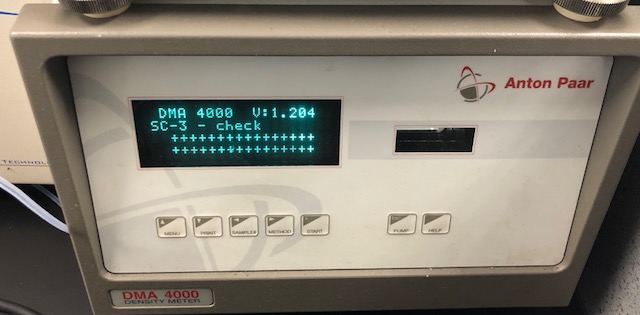 Anton Paar
DMA 4000 V:1.204
SC-3 - check
++++++++++++++++
++++++++++++++++
MENU
PRINT
SAMPLE#
METHOD
START
PUMP
HELP
TECHNOL
DMA 4000
DENSITY METER